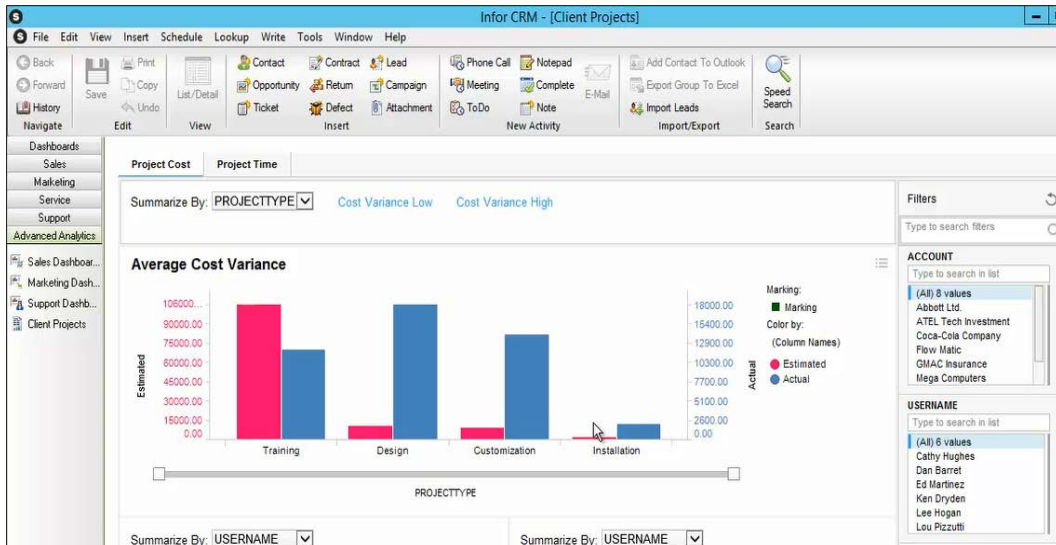 Infor CRM - [Client Projects]
File Edit View Insert Schedule Lookup Write Tools Window Help
Back Print Contact Contract Lead Phone Call Notepad Add Contact To Outlook
Forward Save Copy List/Detail Opportunity Return Campaign Meeting Complete E-Mail Export Group To Excel Speed Search
History Undo Ticket Defect Attachment ToDo Note Import Leads
Navigate Edit View Insert New Activity Import/Export Search
Dashboards
Sales
Marketing
Service
Support
Advanced Analytics
Sales Dashboar...
Marketing Dash...
Support Dashb...
Client Projects
Project Cost Project Time
Summarize By: PROJECTTYPE Cost Variance Low Cost Variance High
Average Cost Variance
Estimated
106000...
90000.00
75000.00
60000.00
45000.00
30000.00
15000.00
0.00
18000.00
15400.00
12900.00
10300.00
7700.00
5100.00
2600.00
0.00
Actual
Training Design Customization Installation
PROJECTTYPE
Marking:
Marking
Color by:
(Column Names)
Estimated
Actual
Summarize By: USERNAME Summarize By: USERNAME
Filters
Type to search filters
ACCOUNT
Type to search in list
(All) 8 values
Abbott Ltd.
ATEL Tech Investment
Coca-Cola Company
Flow Matic
GMAC Insurance
Mega Computers
USERNAME
Type to search in list
(All) 6 values
Cathy Hughes
Dan Barret
Ed Martinez
Ken Dryden
Lee Hogan
Lou Pizzutti